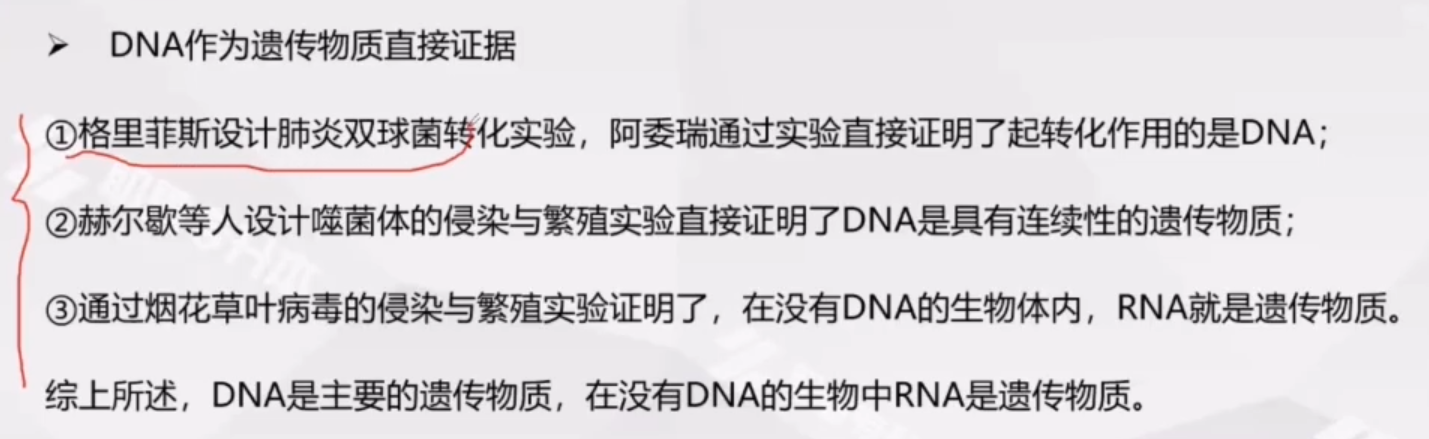 ➢ DNA作为遗传物质直接证据
①格里菲斯设计肺炎双球菌转化实验，阿委瑞通过实验直接证明了起转化作用的是DNA；
②赫尔歇等人设计噬菌体的侵染与繁殖实验直接证明了DNA是具有连续性的遗传物质；
③通过烟花草叶病毒的侵染与繁殖实验证明了，在没有DNA的生物体内，RNA就是遗传物质。
综上所述，DNA是主要的遗传物质，在没有DNA的生物中RNA是遗传物质。